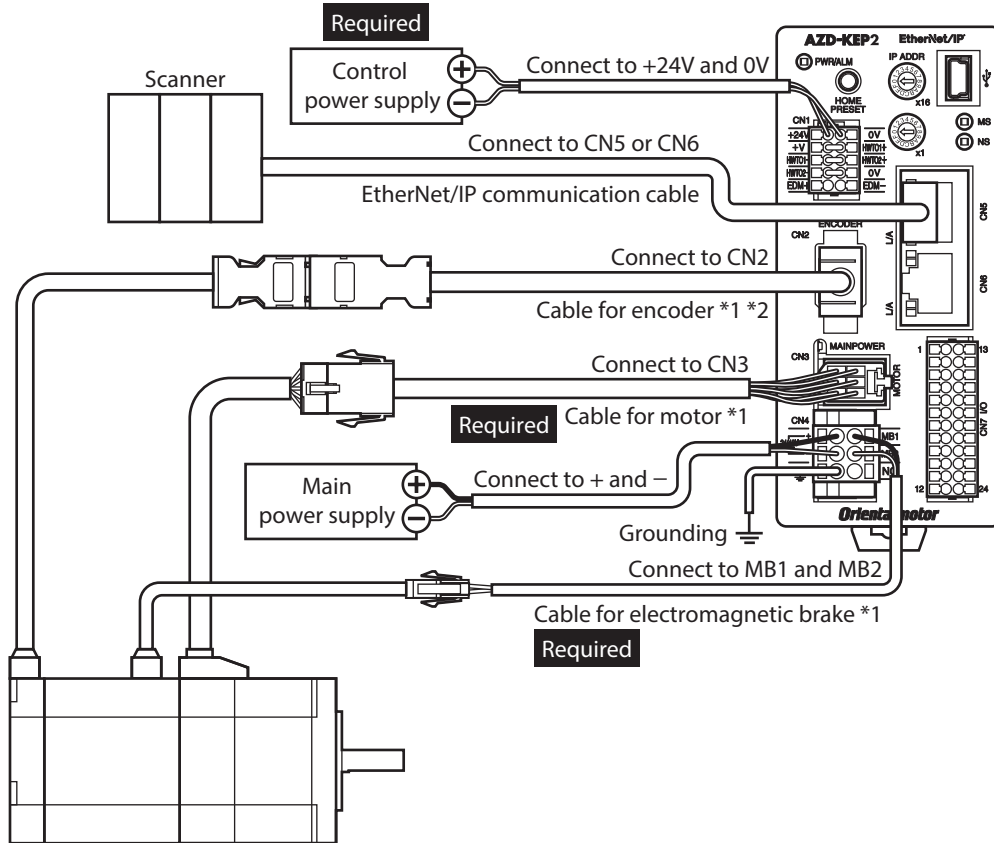 Required
AZD-KEP2 EtherNet/IP
PWR/ALM
IP ADDR
Scanner
Control
power supply
+
−
Connect to +24V and 0V
HOME
PRESET
x16
MS
NS
CN1
+24V 0V
+V HWTO1+
HWTO1- HWTO2+
HWTO2- 0V
EDM+ EDM-
x1
Connect to CN5 or CN6
EtherNet/IP communication cable
CN5
L/A
CN2
ENCODER
Connect to CN2
Cable for encoder *1 *2
CN6
L/A
MAINPOWER
CN3
MOTOR
Connect to CN3
Required
Cable for motor *1
1 13
CN7 I/O
12 24
CN4
+
MB1
NC
Main
power supply
+
−
Connect to + and −
Grounding
Orientalmotor
Connect to MB1 and MB2
Cable for electromagnetic brake *1
Required